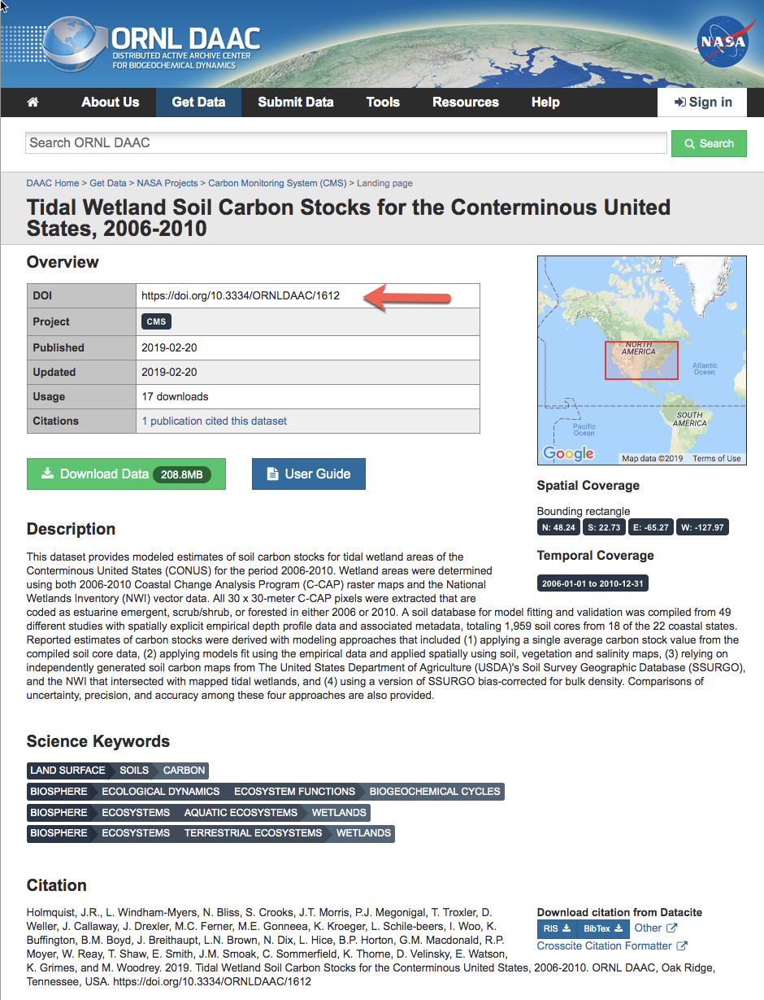 ORNL DAAC
DISTRIBUTED ACTIVE ARCHIVE CENTER
FOR BIOGEOCHEMICAL DYNAMICS
NASA
About Us
Get Data
Submit Data
Tools
Resources
Help
Sign in
Search ORNL DAAC
Search
DAAC Home > Get Data > NASA Projects > Carbon Monitoring System (CMS) > Landing page
Tidal Wetland Soil Carbon Stocks for the Conterminous United
States, 2006-2010
Overview
DOI https://doi.org/10.3334/ORNLDAAC/1612
Project CMS
Published 2019-02-20
Updated 2019-02-20
Usage 17 downloads
Citations 1 publication cited this dataset
Download Data 208.8MB
User Guide
NORTH
AMERICA
Atlantic
Ocean
SOUTH
AMERICA
Pacific
Ocean
Google
Map data ©2019 Terms of Use
Spatial Coverage
Bounding rectangle
N: 48.24 S: 22.73 E: -65.27 W: -127.97
Temporal Coverage
2006-01-01 to 2010-12-31
Description
This dataset provides modeled estimates of soil carbon stocks for tidal wetland areas of the
Conterminous United States (CONUS) for the period 2006-2010. Wetland areas were determined
using both 2006-2010 Coastal Change Analysis Program (C-CAP) raster maps and the National
Wetlands Inventory (NWI) vector data. All 30 x 30-meter C-CAP pixels were extracted that are
coded as estuarine emergent, scrub/shrub, or forested in either 2006 or 2010. A soil database for model fitting and validation was compiled from 49
different studies with spatially explicit empirical depth profile data and associated metadata, totaling 1,959 soil cores from 18 of the 22 coastal states.
Reported estimates of carbon stocks were derived with modeling approaches that included (1) applying a single average carbon stock value from the
compiled soil core data, (2) applying models fit using the empirical data and applied spatially using soil, vegetation and salinity maps, (3) relying on
independently generated soil carbon maps from The United States Department of Agriculture (USDA)'s Soil Survey Geographic Database (SSURGO),
and the NWI that intersected with mapped tidal wetlands, and (4) using a version of SSURGO bias-corrected for bulk density. Comparisons of
uncertainty, precision, and accuracy among these four approaches are also provided.
Science Keywords
LAND SURFACE SOILS CARBON
BIOSPHERE ECOLOGICAL DYNAMICS ECOSYSTEM FUNCTIONS BIOGEOCHEMICAL CYCLES
BIOSPHERE ECOSYSTEMS AQUATIC ECOSYSTEMS WETLANDS
BIOSPHERE ECOSYSTEMS TERRESTRIAL ECOSYSTEMS WETLANDS
Citation
Holmquist, J.R., L. Windham-Myers, N. Bliss, S. Crooks, J.T. Morris, P.J. Megonigal, T. Troxler, D.
Weller, J. Callaway, J. Drexler, M.C. Ferner, M.E. Gonneea, K. Kroeger, L. Schile-beers, I. Woo, K.
Buffington, B.M. Boyd, J. Breithaupt, L.N. Brown, N. Dix, L. Hice, B.P. Horton, G.M. Macdonald, R.P.
Moyer, W. Reay, T. Shaw, E. Smith, J.M. Smoak, C. Sommerfield, K. Thorne, D. Velinsky, E. Watson,
K. Grimes, and M. Woodrey. 2019. Tidal Wetland Soil Carbon Stocks for the Conterminous United States, 2006-2010. ORNL DAAC, Oak Ridge,
Tennessee, USA. https://doi.org/10.3334/ORNLDAAC/1612
Download citation from Datacite
RIS BibTex Other
Crosscite Citation Formatter